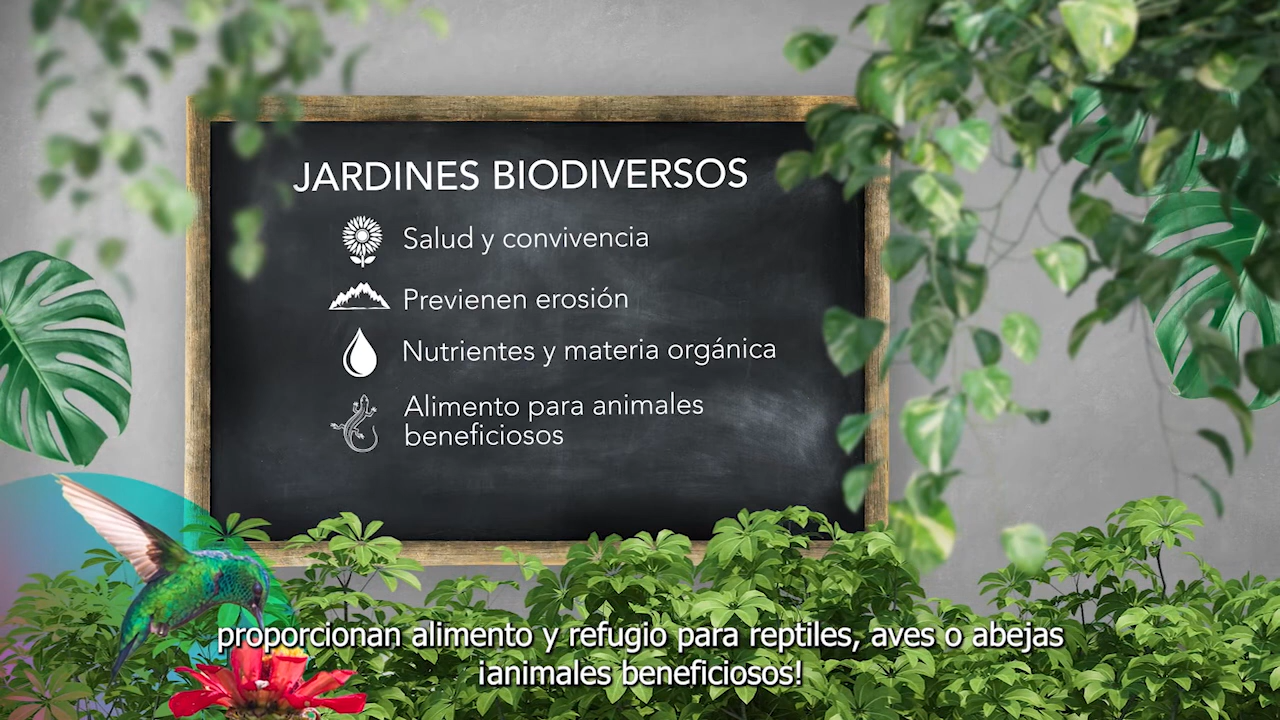 JARDINES BIODIVERSOS
Salud y convivencia
Previenen erosión
Nutrientes y materia orgánica
Alimento para animales
beneficiosos
proporcionan alimento y refugio para reptiles, aves o abejas
¡animales beneficiosos!